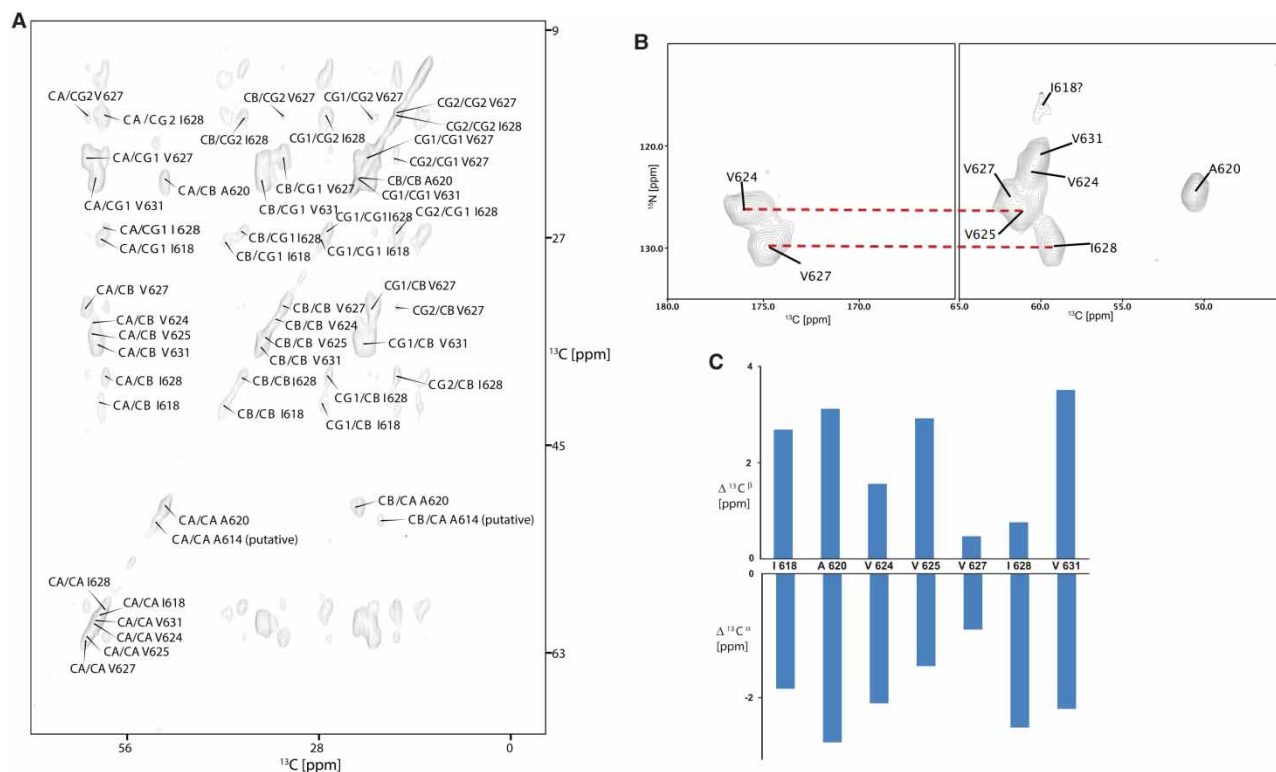 A
9
CA/CG2 V627
CB/CG2 V627
CG1/CG2 V627
CG2/CG2 V627
CA/CG2 I628
CG2/CG2 I628
CB/CG2 I628
CG1/CG2 I628
CG1/CG1 V627
CA/CG1 V627
CG2/CG1 V627
CA/CB A620
CB/CG1 V627
CB/CB A620
CG1/CG1 V631
CA/CG1 V631
CB/CG1 V631
CG1/CG1 I628
CG2/CG1 I628
CA/CG1 I628
CB/CG1 I628
27
CA/CG1 I618
CB/CG1 I618
CG1/CG1 I618
CA/CB V627
CB/CB V627
CG1/CB V627
CG2/CB V627
CA/CB V624
CB/CB V624
CA/CB V625
CB/CB V625
CA/CB V631
CB/CB V631
CG1/CB V631
13C [ppm]
CA/CB I628
CB/CB I628
CG2/CB I628
CG1/CB I628
CA/CB I618
CB/CB I618
CG1/CB I618
45
CB/CA A620
CA/CA A620
CB/CA A614 (putative)
CA/CA A614 (putative)
CA/CA I628
CA/CA I618
CA/CA V631
CA/CA V624
CA/CA V625
CA/CA V627
63
56
28
0
13C [ppm]
B
I618?
120.0
V631
V624
V627
V624
A620
15N [ppm]
V625
130.0
I628
V627
180.0
175.0
170.0
65.0
60.0
55.0
50.0
13C [ppm]
13C [ppm]
C
4
2
Δ 13C β
[ppm]
0
I 618 A 620 V 624 V 625 V 627 I 628 V 631
0
Δ 13C α
[ppm]
-2